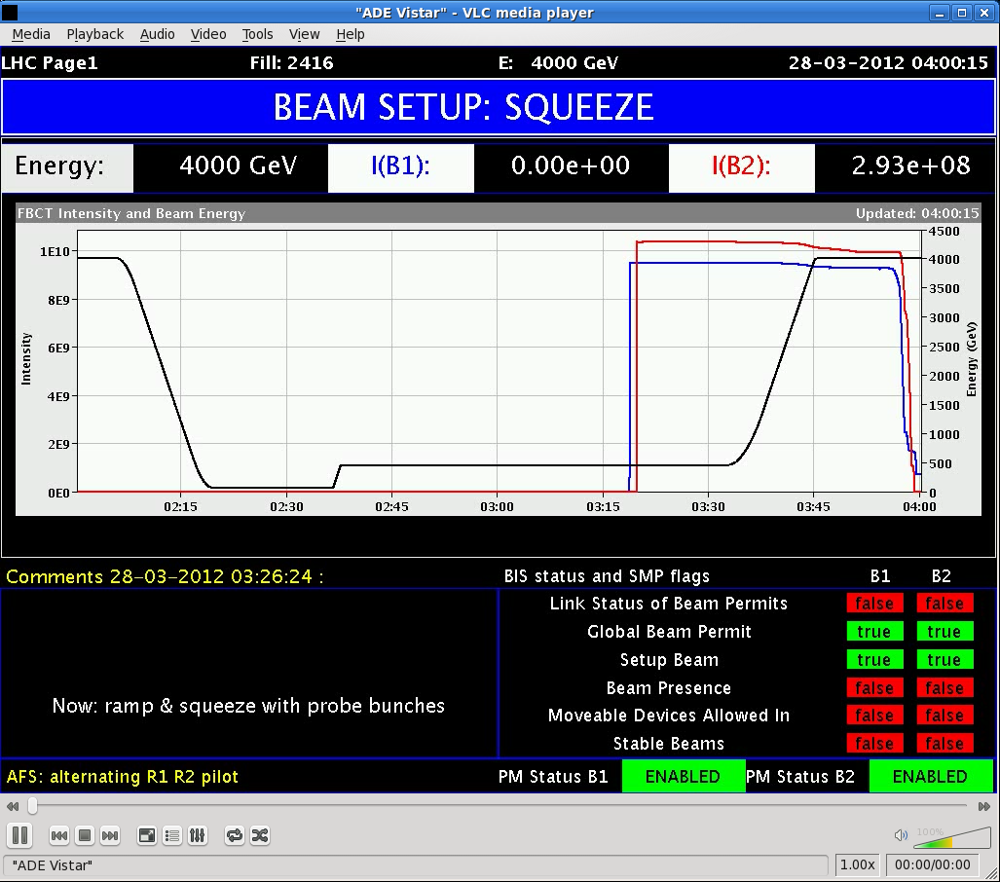 "ADE Vistar" - VLC media player
Media Playback Audio Video Tools View Help
LHC Page1 Fill: 2416 E: 4000 GeV 28-03-2012 04:00:15
BEAM SETUP: SQUEEZE
Energy: 4000 GeV I(B1): 0.00e+00 I(B2): 2.93e+08
FBCT Intensity and Beam Energy Updated: 04:00:15
Intensity
1E10
8E9
6E9
4E9
2E9
0E0
4500
4000
3500
3000
2500
2000
1500
1000
500
0
Energy (GeV)
02:15 02:30 02:45 03:00 03:15 03:30 03:45 04:00
Comments 28-03-2012 03:26:24 :
Now: ramp & squeeze with probe bunches
BIS status and SMP flags B1 B2
Link Status of Beam Permits false false
Global Beam Permit true true
Setup Beam true true
Beam Presence false false
Moveable Devices Allowed In false false
Stable Beams false false
AFS: alternating R1 R2 pilot PM Status B1 ENABLED PM Status B2 ENABLED
100%
"ADE Vistar" 1.00x 00:00/00:00